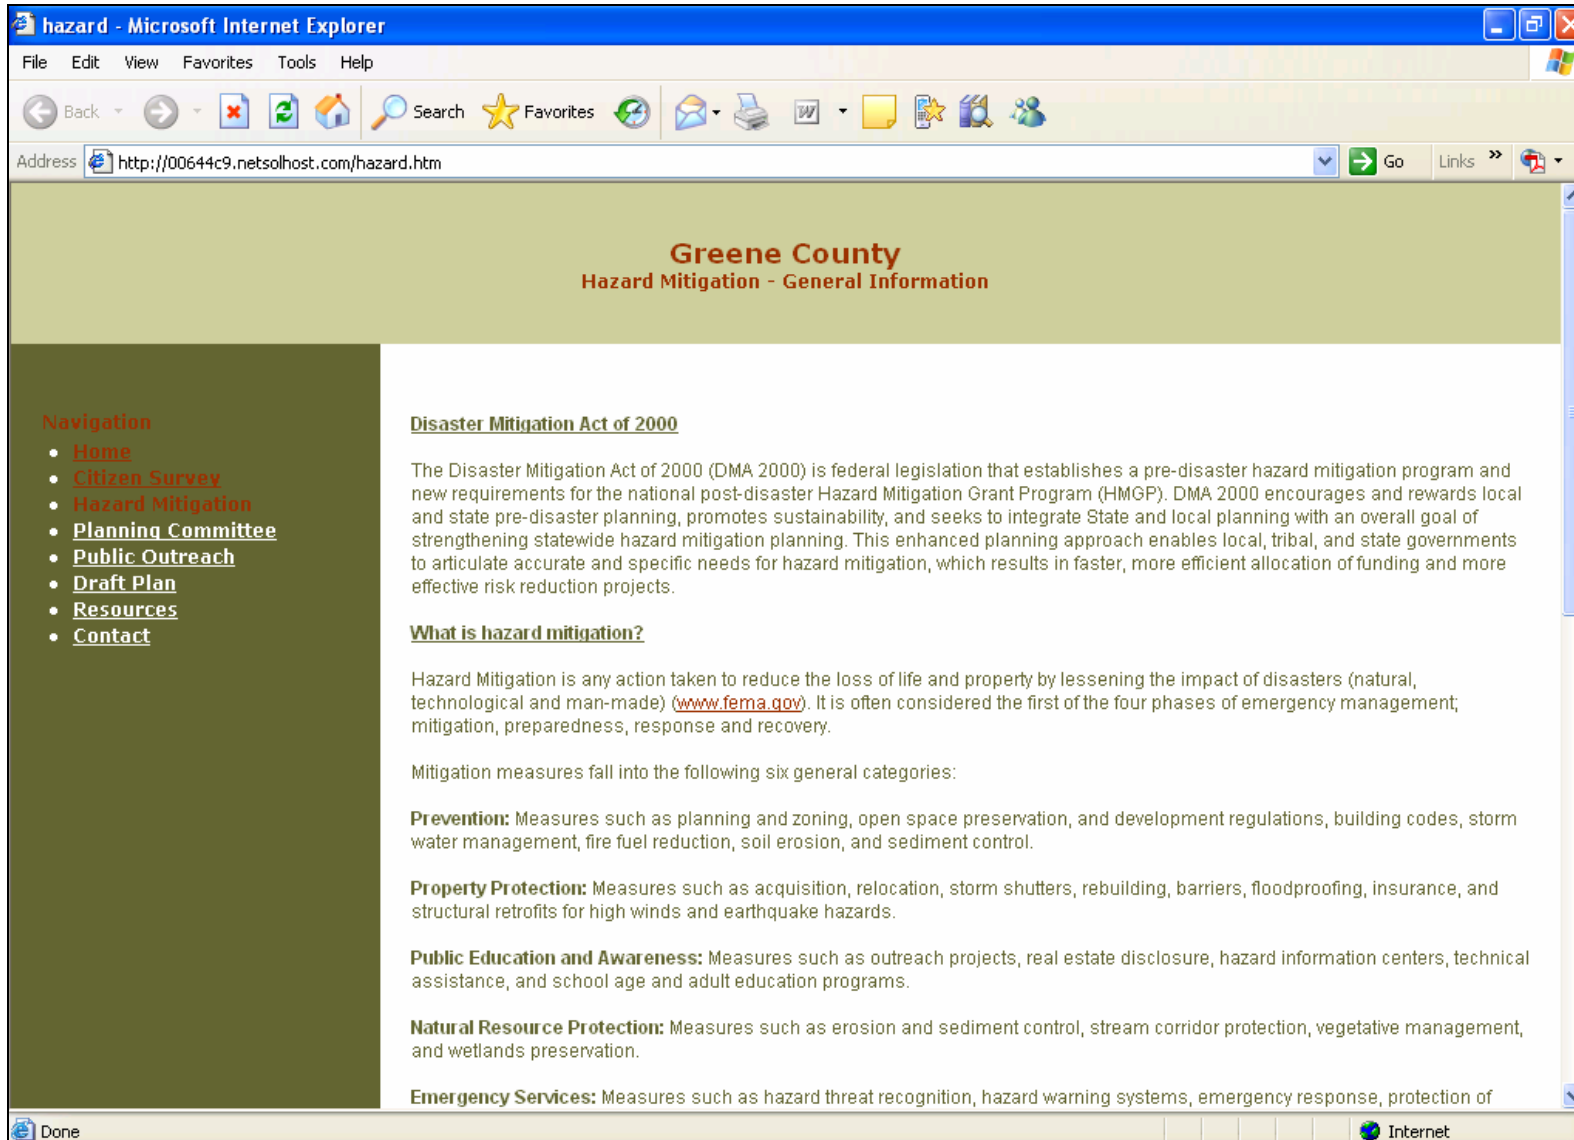 hazard - Microsoft Internet Explorer
File Edit View Favorites Tools Help
Back Search Favorites W
Address http://00644c9.netsolhost.com/hazard.htm Go Links »
Greene County
Hazard Mitigation - General Information
Navigation
Home
Citizen Survey
Hazard Mitigation
Planning Committee
Public Outreach
Draft Plan
Resources
Contact
Disaster Mitigation Act of 2000
The Disaster Mitigation Act of 2000 (DMA 2000) is federal legislation that establishes a pre-disaster hazard mitigation program and
new requirements for the national post-disaster Hazard Mitigation Grant Program (HMGP). DMA 2000 encourages and rewards local
and state pre-disaster planning, promotes sustainability, and seeks to integrate State and local planning with an overall goal of
strengthening statewide hazard mitigation planning. This enhanced planning approach enables local, tribal, and state governments
to articulate accurate and specific needs for hazard mitigation, which results in faster, more efficient allocation of funding and more
effective risk reduction projects.
What is hazard mitigation?
Hazard Mitigation is any action taken to reduce the loss of life and property by lessening the impact of disasters (natural,
technological and man-made) (www.fema.gov). It is often considered the first of the four phases of emergency management;
mitigation, preparedness, response and recovery.
Mitigation measures fall into the following six general categories:
Prevention: Measures such as planning and zoning, open space preservation, and development regulations, building codes, storm
water management, fire fuel reduction, soil erosion, and sediment control.
Property Protection: Measures such as acquisition, relocation, storm shutters, rebuilding, barriers, floodproofing, insurance, and
structural retrofits for high winds and earthquake hazards.
Public Education and Awareness: Measures such as outreach projects, real estate disclosure, hazard information centers, technical
assistance, and school age and adult education programs.
Natural Resource Protection: Measures such as erosion and sediment control, stream corridor protection, vegetative management,
and wetlands preservation.
Emergency Services: Measures such as hazard threat recognition, hazard warning systems, emergency response, protection of
Done Internet